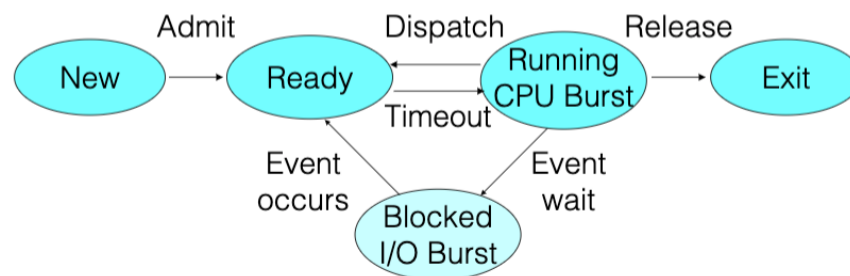 Admit
Dispatch
Release
New
Ready
Running
CPU Burst
Exit
Timeout
Event
occurs
Event
wait
Blocked
I/O Burst